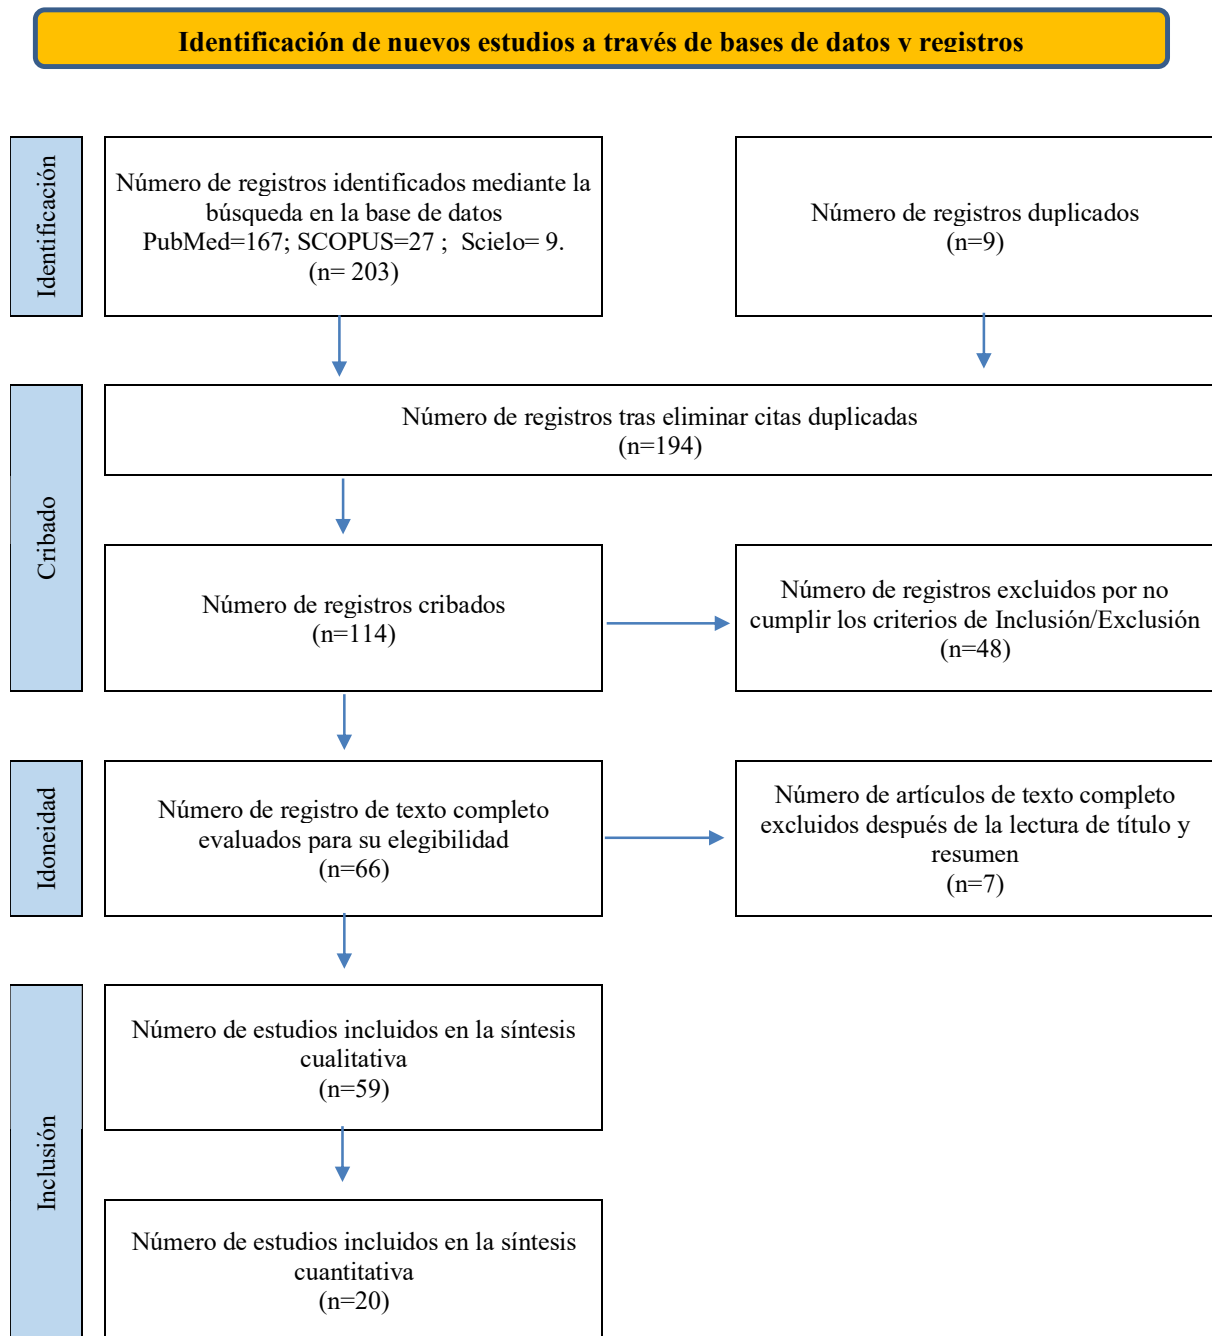 Identificación de nuevos estudios a través de bases de datos y registros
Identificación
Número de registros identificados mediante la
búsqueda en la base de datos
PubMed=167; SCOPUS=27 ; Scielo= 9.
(n= 203)
Número de registros duplicados
(n=9)
Cribado
Número de registros tras eliminar citas duplicadas
(n=194)
Número de registros cribados
(n=114)
Número de registros excluidos por no
cumplir los criterios de Inclusión/Exclusión
(n=48)
Idoneidad
Número de registro de texto completo
evaluados para su elegibilidad
(n=66)
Número de artículos de texto completo
excluidos después de la lectura de título y
resumen
(n=7)
Inclusión
Número de estudios incluidos en la síntesis
cualitativa
(n=59)
Número de estudios incluidos en la síntesis
cuantitativa
(n=20)